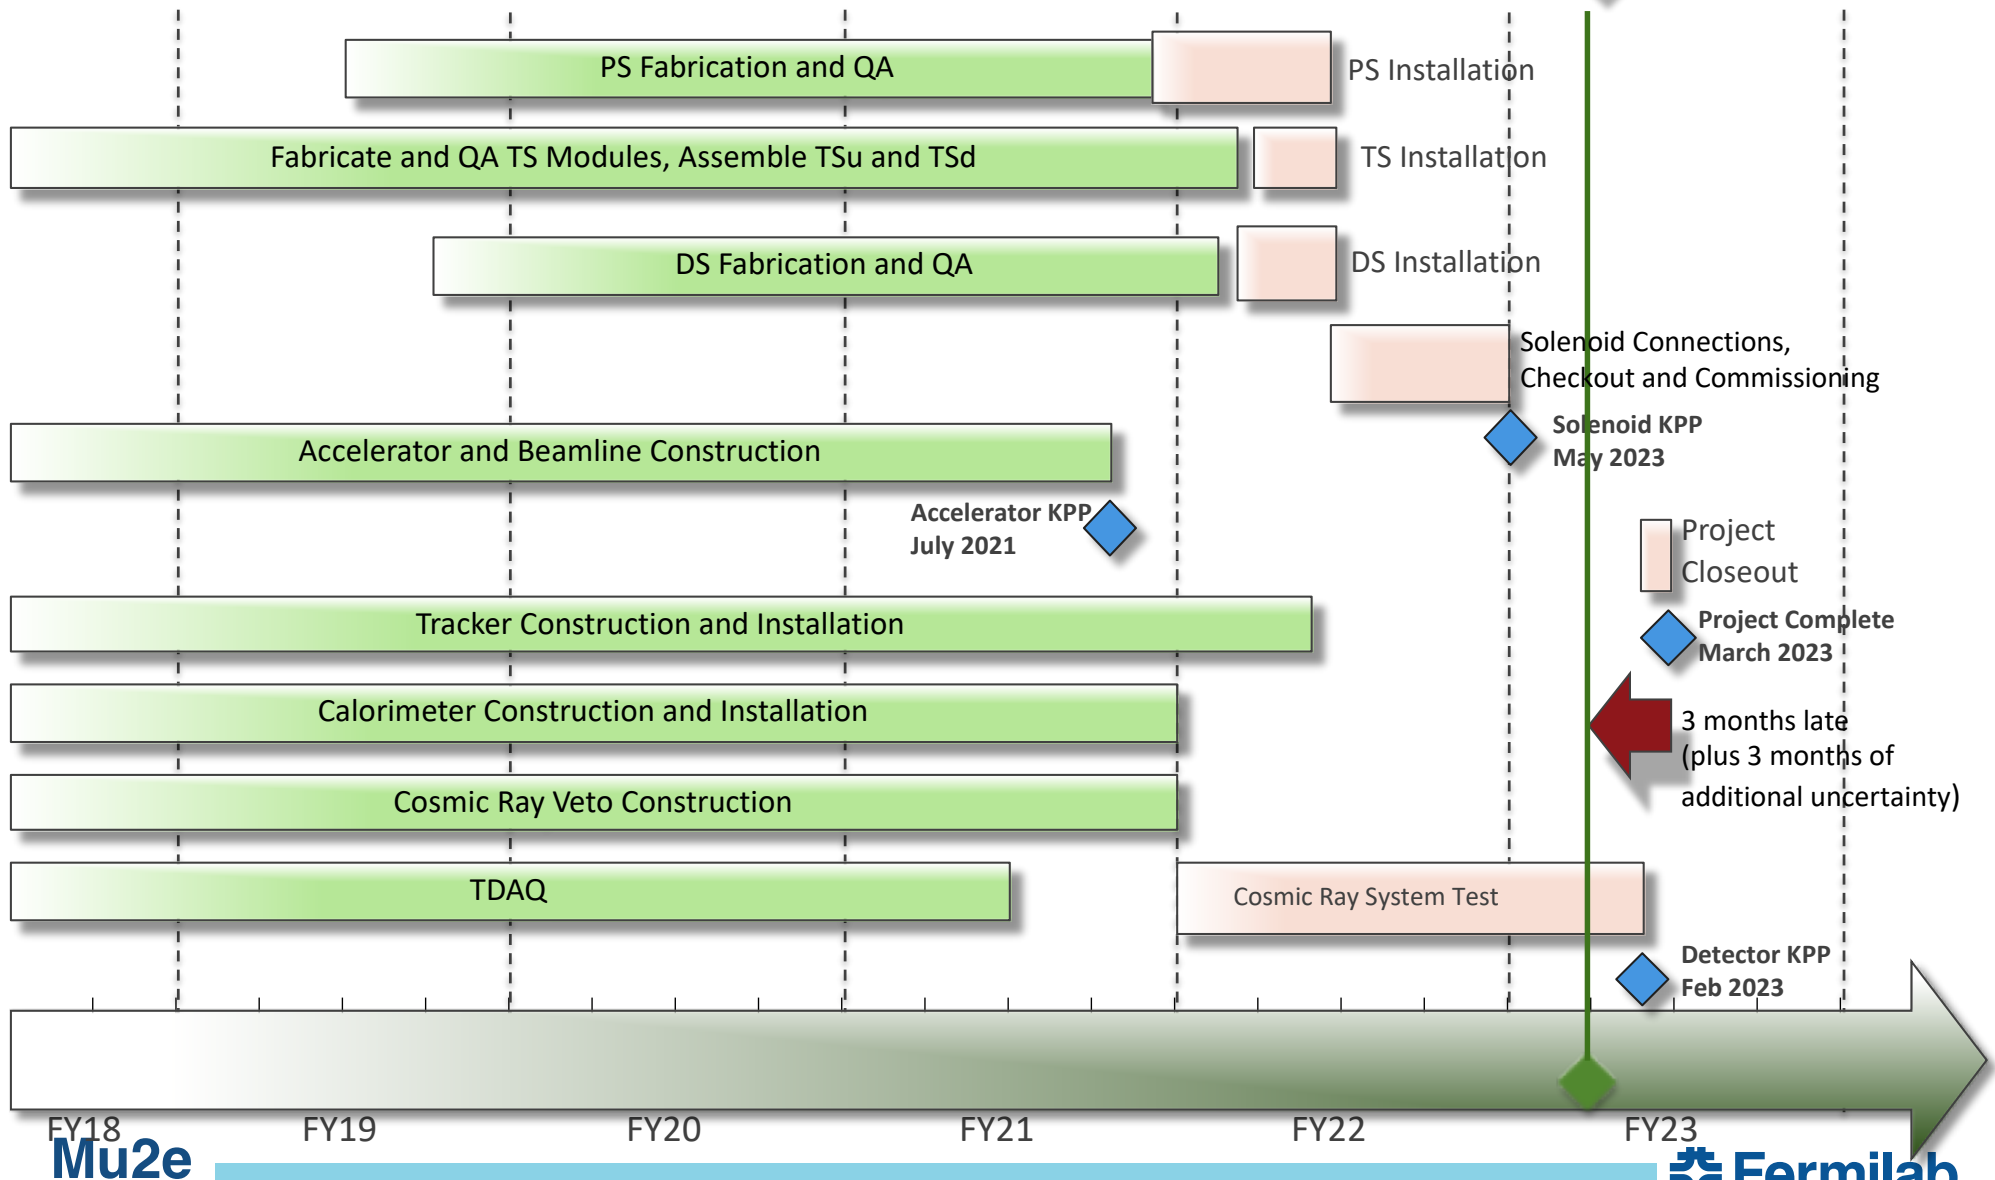 PS Fabrication and QA
PS Installation
Fabricate and QA TS Modules, Assemble TSu and TSd
TS Installation
DS Fabrication and QA
DS Installation
Solenoid Connections,
Checkout and Commissioning
Solenoid KPP
May 2023
Accelerator and Beamline Construction
Accelerator KPP
July 2021
Project
Closeout
Tracker Construction and Installation
Project Complete
March 2023
Calorimeter Construction and Installation
3 months late
(plus 3 months of
additional uncertainty)
Cosmic Ray Veto Construction
TDAQ
Cosmic Ray System Test
Detector KPP
Feb 2023
FY18
FY19
FY20
FY21
FY22
FY23
Mu2e
Fermilab